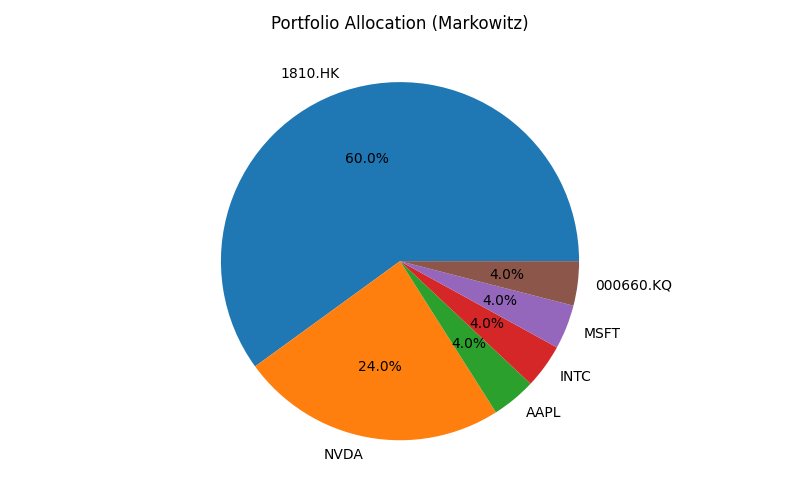 Portfolio Allocation (Markowitz)
1810.HK
60.0%
4.0%
000660.KQ
4.0%
MSFT
4.0%
INTC
4.0%
AAPL
24.0%
NVDA